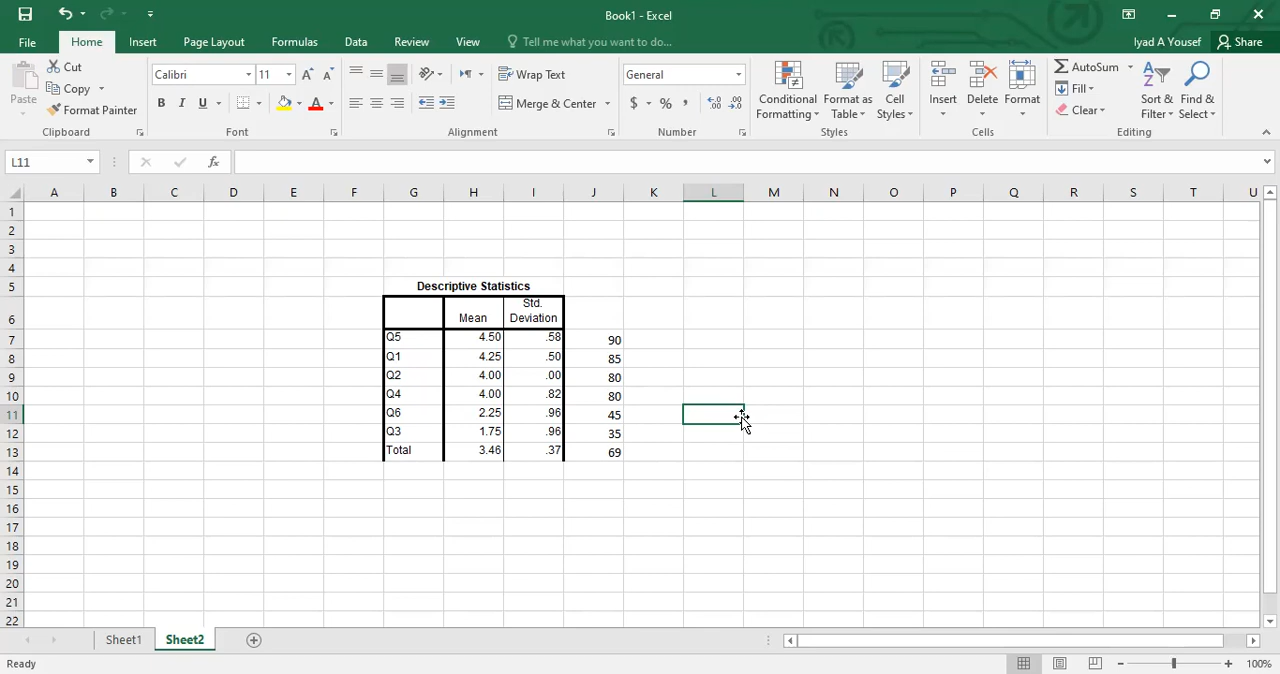 Book1 - Excel
File Home Insert Page Layout Formulas Data Review View Tell me what you want to do... Iyad A Yousef Share
Paste Cut Copy Format Painter
Calibri 11
B I U A
Wrap Text
Merge & Center
General
$ % ,
Conditional Formatting Format as Table Cell Styles
Insert Delete Format
AutoSum
Fill
Clear
Sort & Filter Find & Select
Clipboard Font Alignment Number Styles Cells Editing
L11 fx
A B C D E F G H I J K L M N O P Q R S T U
1
2
3
4
5 Descriptive Statistics
6 Mean Std. Deviation
7 Q5 4.50 .58 90
8 Q1 4.25 .50 85
9 Q2 4.00 .00 80
10 Q4 4.00 .82 80
11 Q6 2.25 .96 45
12 Q3 1.75 .96 35
13 Total 3.46 .37 69
14
15
16
17
18
19
20
21
22
Sheet1 Sheet2
Ready 100%